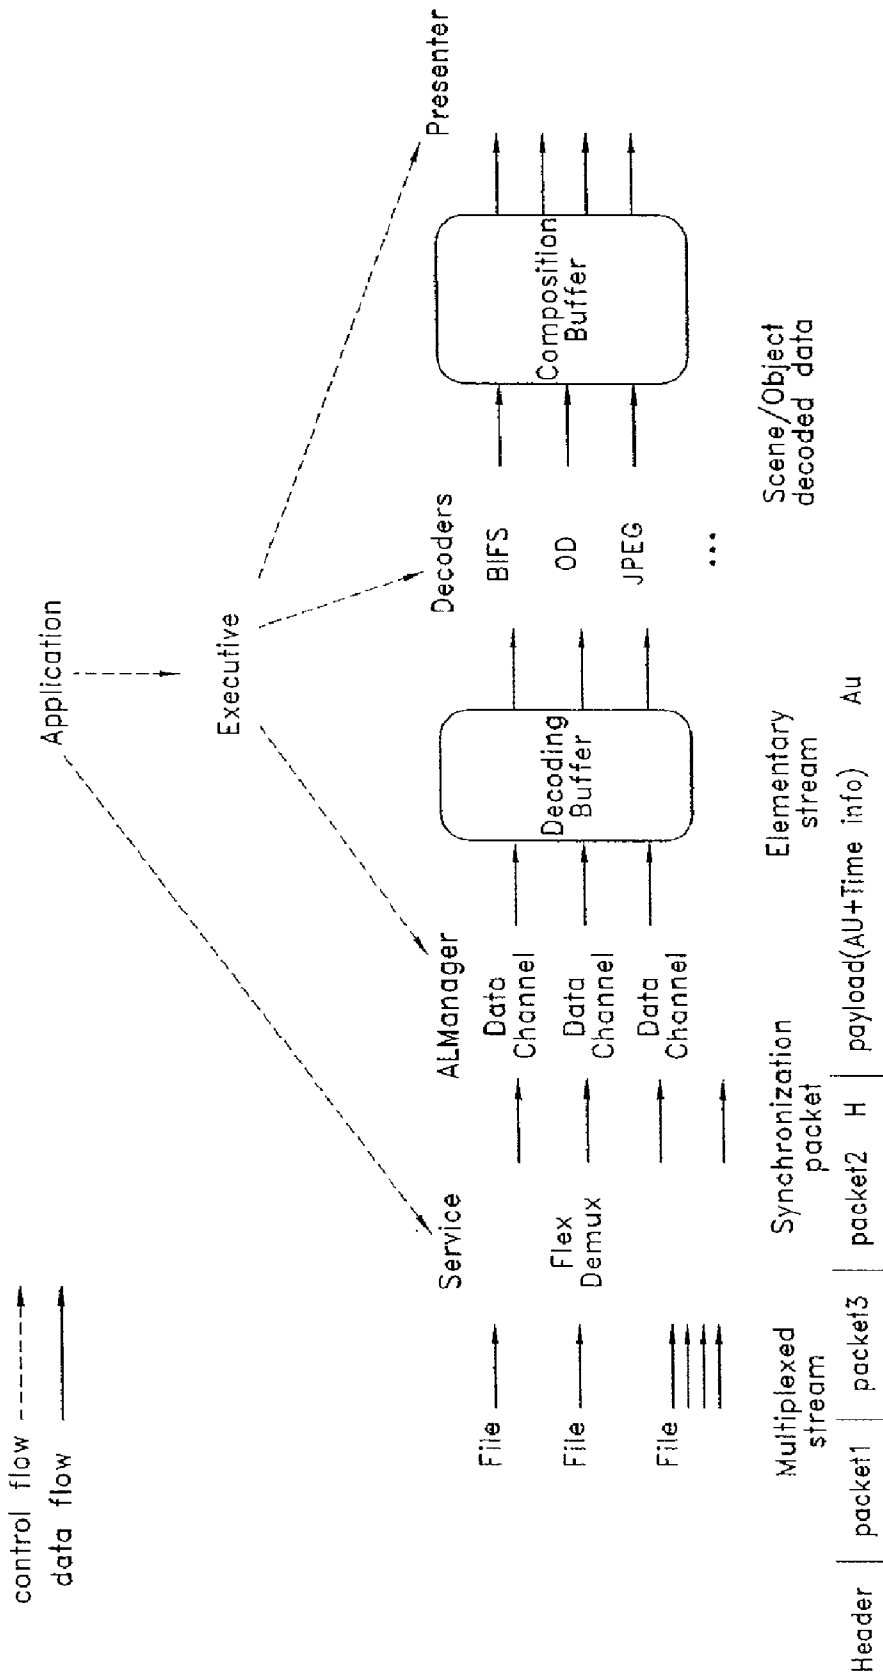 control flow
data flow
Application
Executive
Service
ALManager
Decoders
Presenter
File
File
File
Flex
Demux
Data
Channel
Data
Channel
Data
Channel
Decoding
Buffer
BIFS
OD
JPEG
...
Composition
Buffer
Multiplexed
stream
Synchronization
packet
Elementary
stream
Scene/Object
decoded data
Header | packet1 | packet3 | packet2 H | payload(AU+Time info) Au